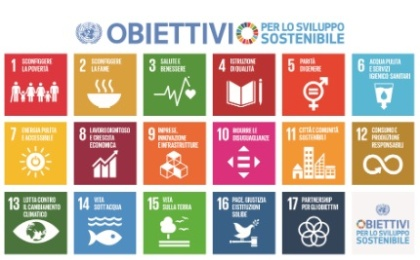 OBIETTIVI PER LO SVILUPPO
SOSTENIBILE
1 SCONFIGGERE
LA POVERTÀ
2 SCONFIGGERE
LA FAME
3 SALUTE E
BENESSERE
4 ISTRUZIONE
DI QUALITÀ
5 PARITÀ
DI GENERE
6 ACQUA PULITA
E SERVIZI
IGIENICO SANITARI
7 ENERGIA PULITA
E ACCESSIBILE
8 LAVORO DIGNITOSO
E CRESCITA
ECONOMICA
9 IMPRESE,
INNOVAZIONE
E INFRASTRUTTURE
10 RIDURRE LE
DISUGUAGLIANZE
11 CITTÀ E COMUNITÀ
SOSTENIBILI
12 CONSUMO E
PRODUZIONE
RESPONSABILI
13 LOTTA CONTRO
IL CAMBIAMENTO
CLIMATICO
14 VITA
SOTT'ACQUA
15 VITA
SULLA TERRA
16 PACE, GIUSTIZIA
E ISTITUZIONI
SOLIDE
17 PARTNERSHIP
PER GLI OBIETTIVI
OBIETTIVI
PER LO SVILUPPO
SOSTENIBILE